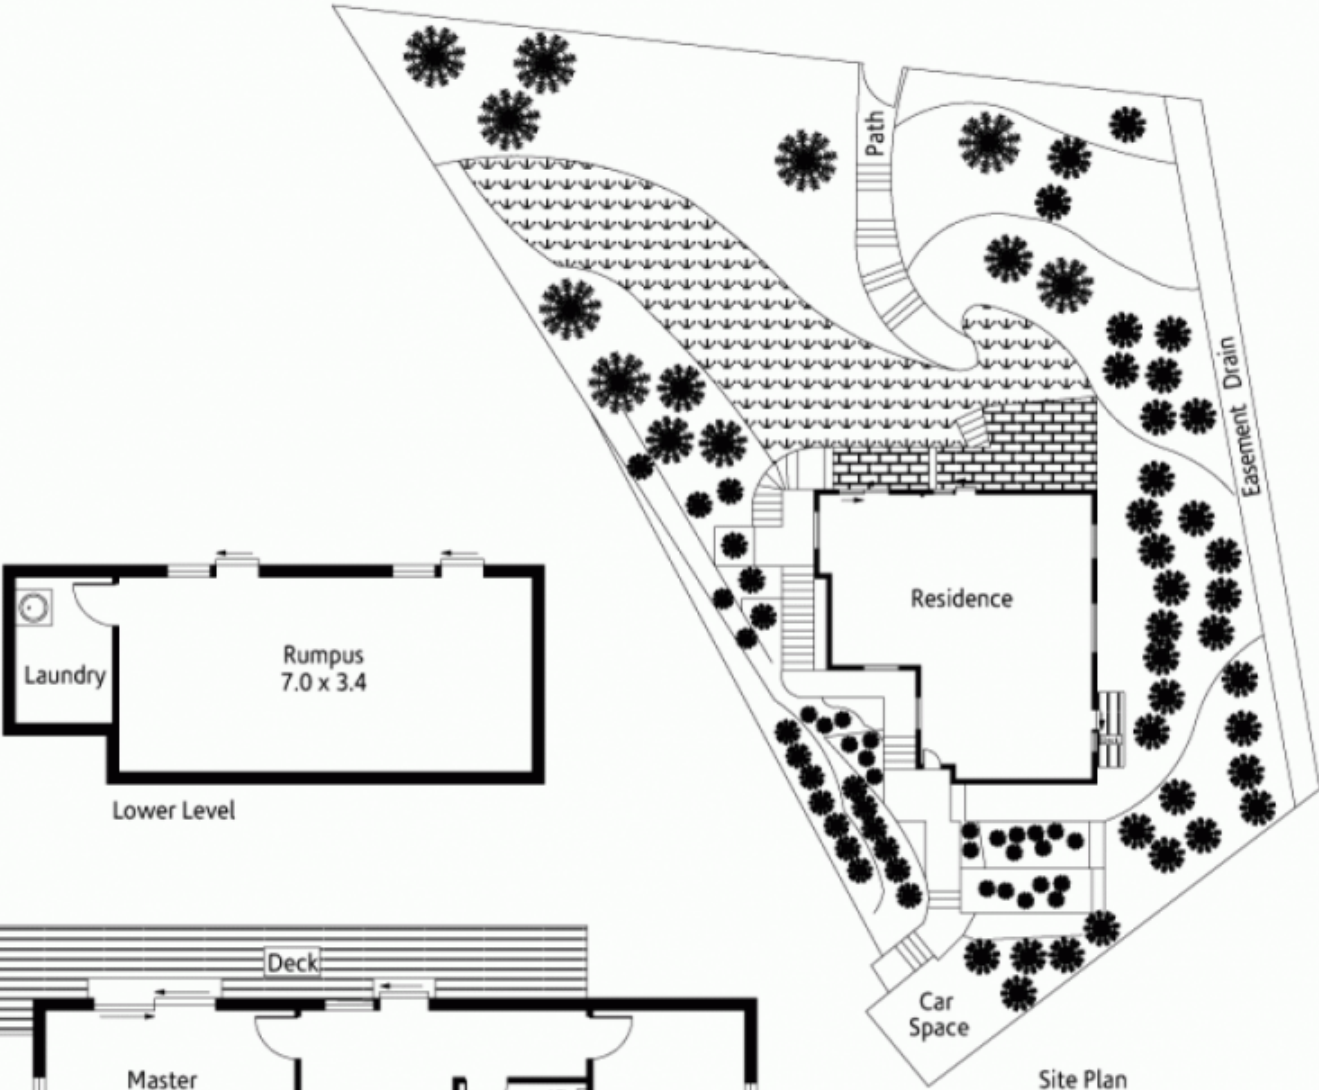 Path
Easement Drain
Residence
Laundry
Rumpus
7.0 x 3.4
Lower Level
Deck
Car
Space
Master
Site Plan